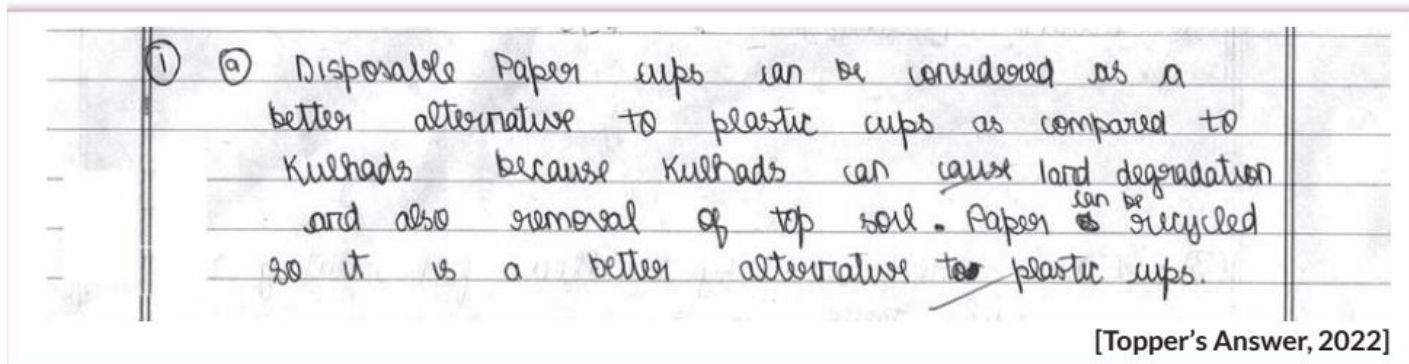 ① ⓐ Disposable Paper cups can be considered as a
better alternative to plastic cups as compared to
Kulhads because Kulhads can cause land degradation
and also removal of top soil. Paper can be recycled
so it is a better alternative to plastic cups.
[Topper's Answer, 2022]